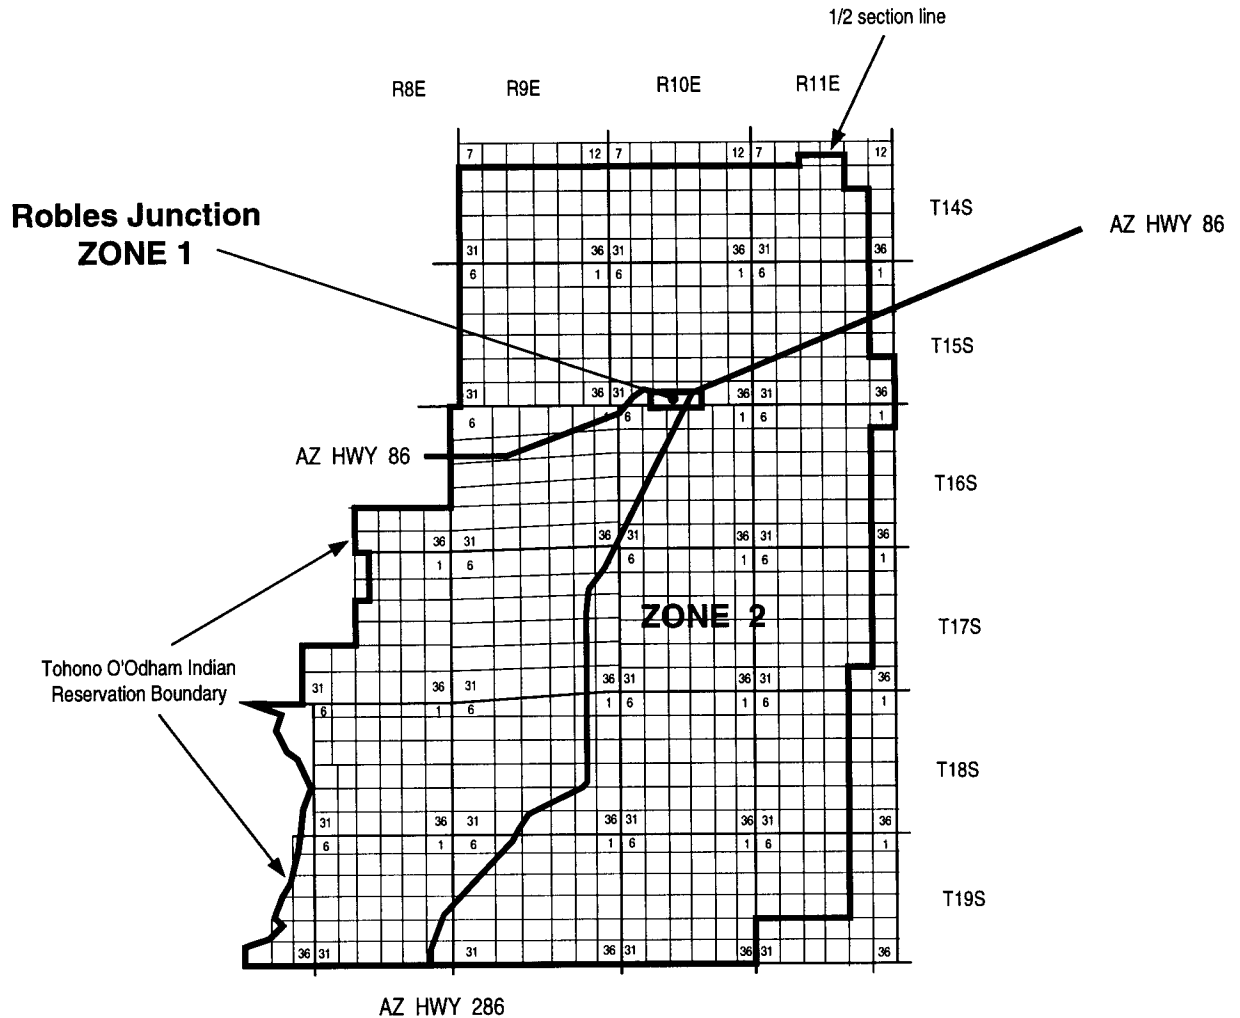 1/2 section line
R8E R9E R10E R11E
7 12 7 12 7 12
T14S
Robles Junction
ZONE 1
AZ HWY 86
31 36 31 36 31 36
6 1 6 1 6 1
T15S
31 36 31 36 31 36
6 6 1 6 1
AZ HWY 86
T16S
36 31 36 31 36 31 36
1 6 6 1 6 1
ZONE 2
T17S
Tohono O'Odham Indian
Reservation Boundary
31 36 31 36 31 36 31 36
6 1 6 1 6 1 6 1
T18S
31 36 31 36 31 36 31 36
6 1 6 1 6 1 6 1
T19S
36 31 31 36 31 36 31 36
AZ HWY 286